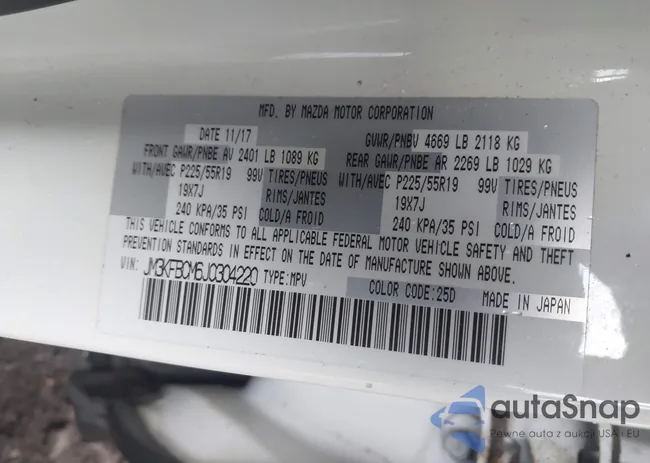 MFD. BY MAZDA MOTOR CORPORATION
DATE 11/17 GVWR/PNBV 4669 LB 2118 KG
FRONT GAWR/PNBE AV 2401 LB 1089 KG REAR GAWR/PNBE AR 2269 LB 1029 KG
WITH/AVEC P225/55R19 99V TIRES/PNEUS WITH/AVEC P225/55R19 99V TIRES/PNEUS
19X7J RIMS/JANTES 19X7J RIMS/JANTES
240 KPA/35 PSI COLD/A FROID 240 KPA/35 PSI COLD/A FROID
THIS VEHICLE CONFORMS TO ALL APPLICABLE FEDERAL MOTOR VEHICLE SAFETY AND THEFT
PREVENTION STANDARDS IN EFFECT ON THE DATE OF MANUFACTURE SHOWN ABOVE.
VIN: JM3KFBCM6J0304220 TYPE:MPV
COLOR CODE:25D MADE IN JAPAN
autaSnap
Pewne auta z aukcji USA i EU